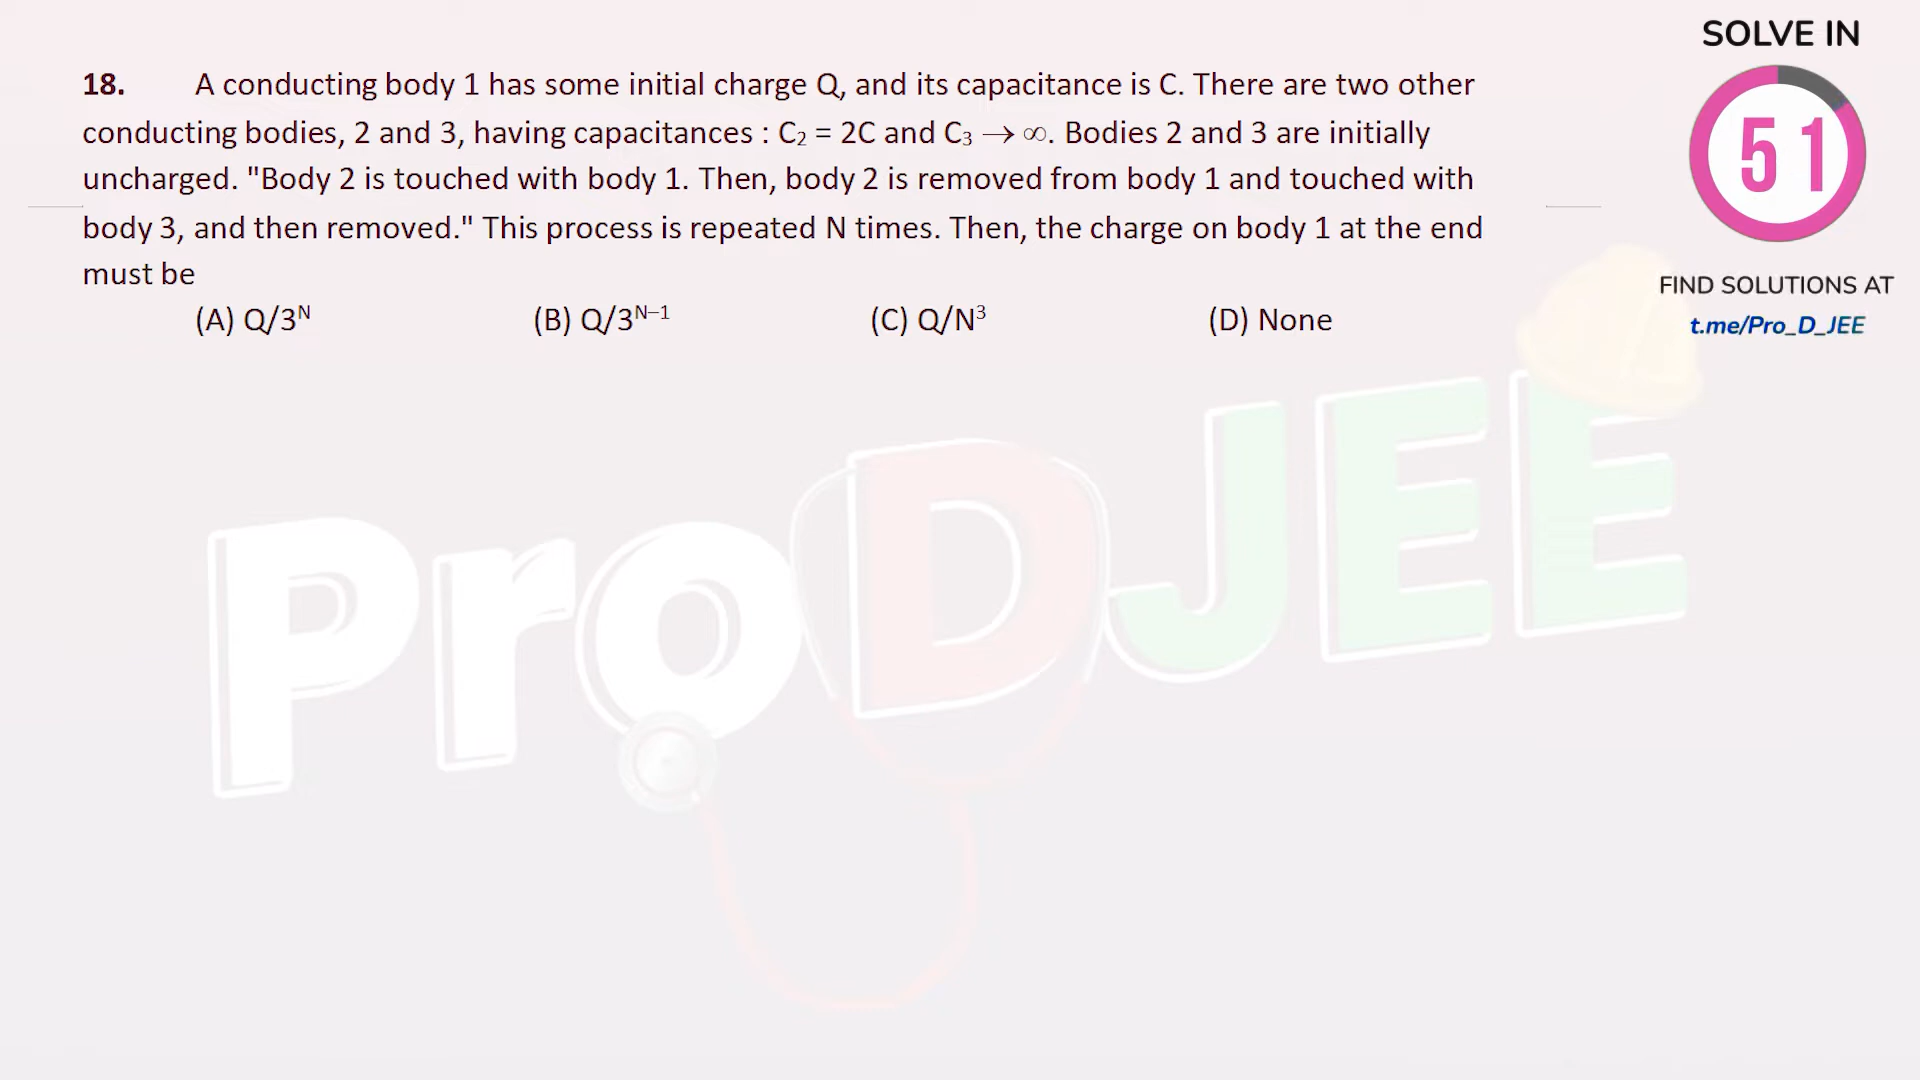 SOLVE IN
51
FIND SOLUTIONS AT
t.me/Pro_D_JEE
18. A conducting body 1 has some initial charge Q, and its capacitance is C. There are two other
conducting bodies, 2 and 3, having capacitances : C₂ = 2C and C₃ → ∞. Bodies 2 and 3 are initially
uncharged. "Body 2 is touched with body 1. Then, body 2 is removed from body 1 and touched with
body 3, and then removed." This process is repeated N times. Then, the charge on body 1 at the end
must be
(A) Q/3ᴺ (B) Q/3ᴺ⁻¹ (C) Q/N³ (D) None
Pro D JEE